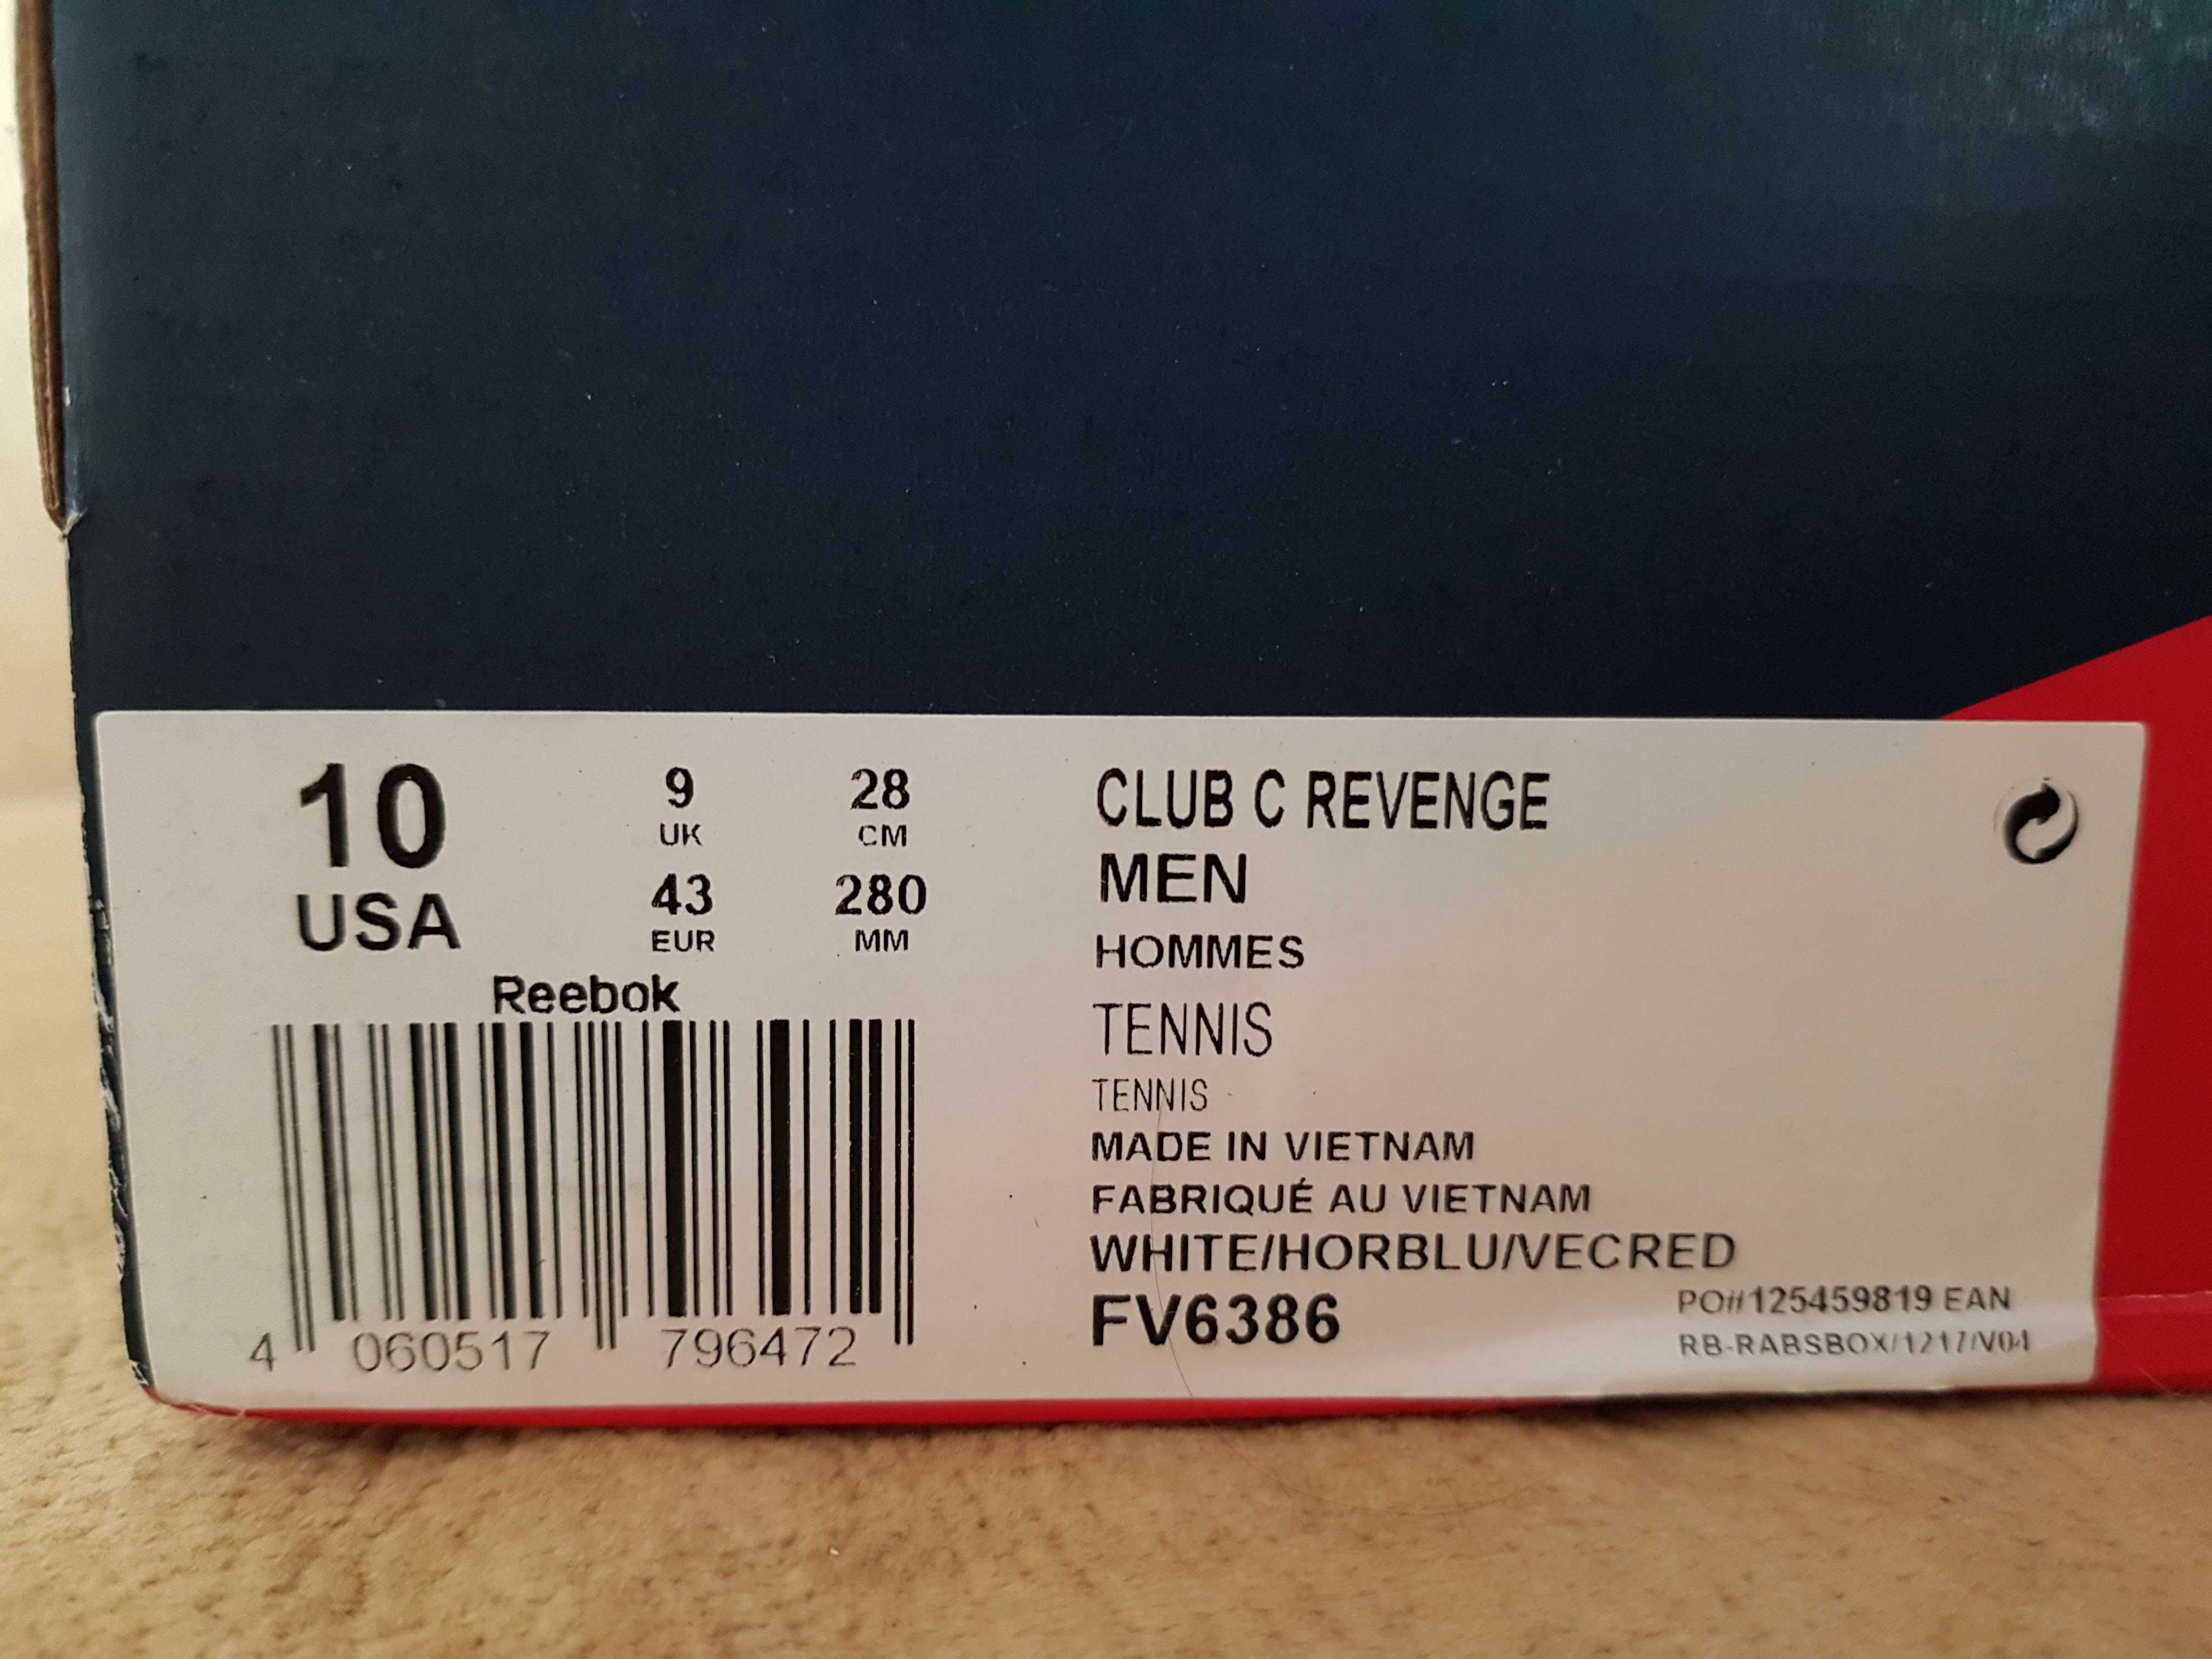 10
USA
9
UK
28
CM
43
EUR
280
MM
Reebok
4 060517 796472
CLUB C REVENGE
MEN
HOMMES
TENNIS
TENNIS
MADE IN VIETNAM
FABRIQUÉ AU VIETNAM
WHITE/HORBLU/VECRED
FV6386
PO#125459819 EAN
RB-RABSBOX/1217/V04